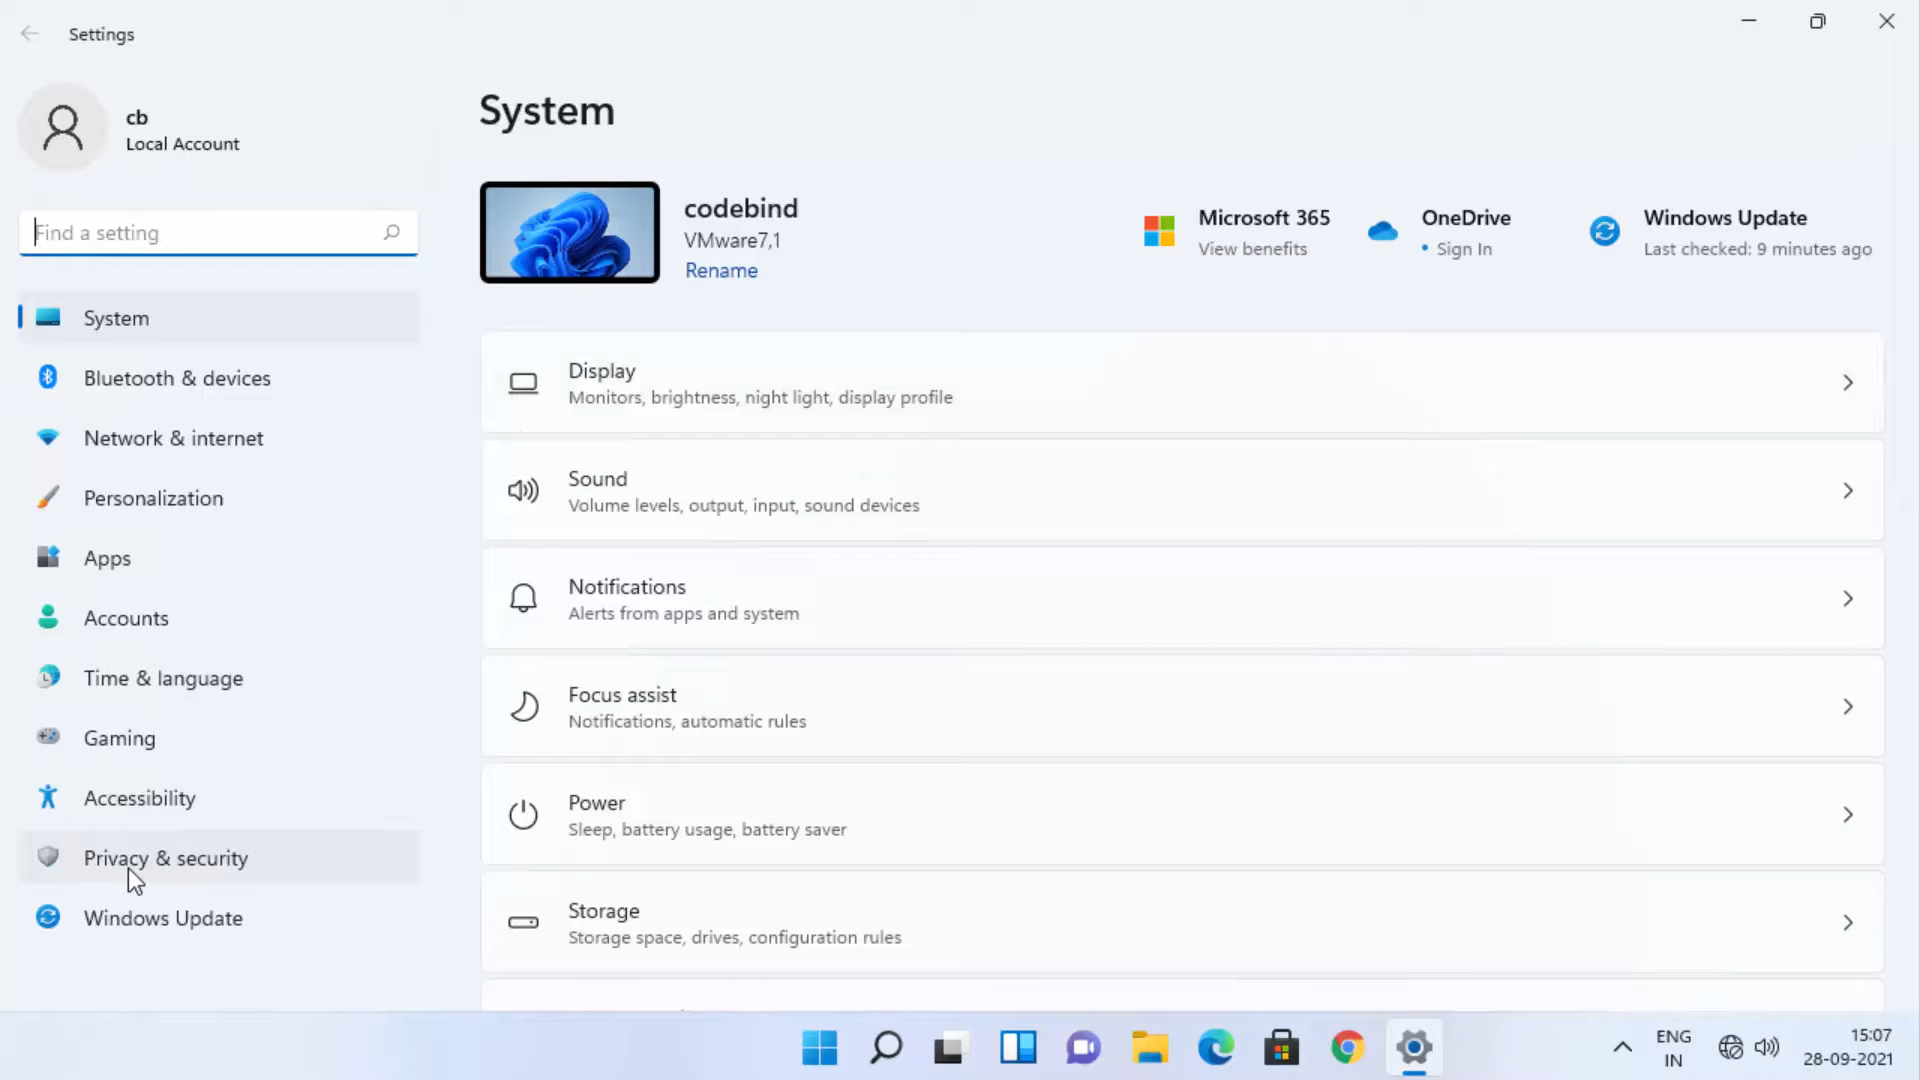 Settings
cb
Local Account
Find a setting
System
Bluetooth & devices
Network & internet
Personalization
Apps
Accounts
Time & language
Gaming
Accessibility
Privacy & security
Windows Update
System
codebind
VMware7,1
Rename
Microsoft 365
View benefits
OneDrive
• Sign In
Windows Update
Last checked: 9 minutes ago
Display
Monitors, brightness, night light, display profile
Sound
Volume levels, output, input, sound devices
Notifications
Alerts from apps and system
Focus assist
Notifications, automatic rules
Power
Sleep, battery usage, battery saver
Storage
Storage space, drives, configuration rules
ENG
IN
15:07
28-09-2021